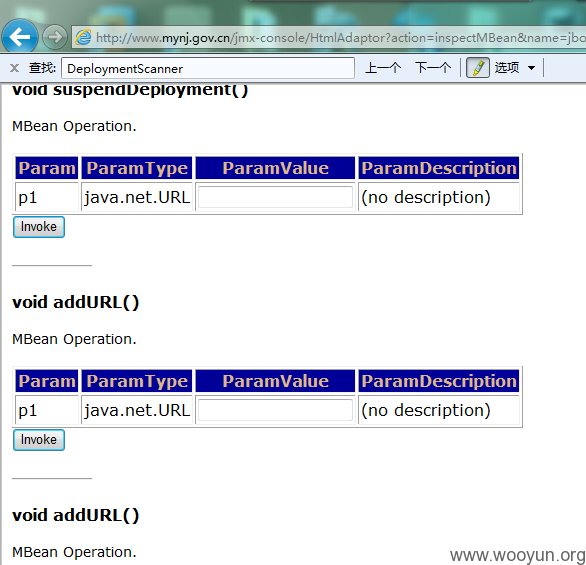 http://www.mynj.gov.cn/jmx-console/HtmlAdaptor?action=inspectMBean&name=jbo
x 查找: DeploymentScanner 上一个 下一个 选项
void suspendDeployment()
MBean Operation.
Param ParamType ParamValue ParamDescription
p1 java.net.URL (no description)
Invoke
void addURL()
MBean Operation.
Param ParamType ParamValue ParamDescription
p1 java.net.URL (no description)
Invoke
void addURL()
MBean Operation.
www.wooyun.org